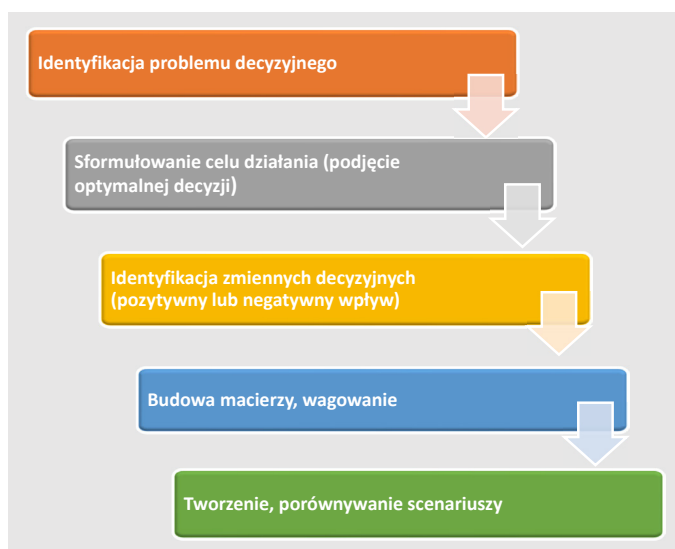 Identyfikacja problemu decyzyjnego
Sformułowanie celu działania (podjęcie
optymalnej decyzji)
Identyfikacja zmiennych decyzyjnych
(pozytywny lub negatywny wpływ)
Budowa macierzy, wagowanie
Tworzenie, porównywanie scenariuszy